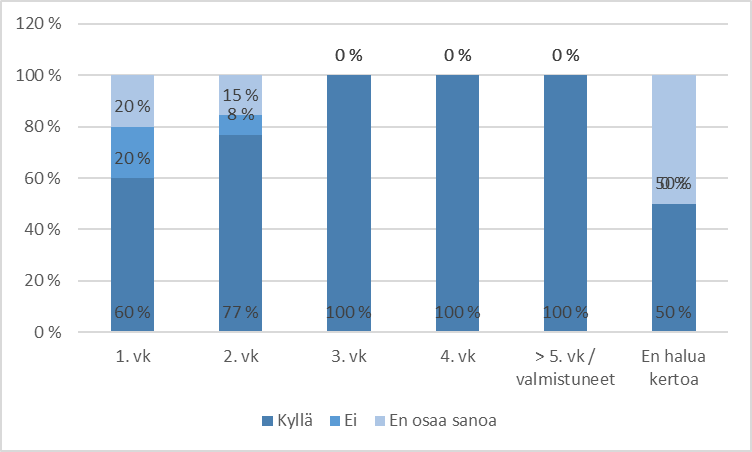 120 %
100 %
80 %
60 %
40 %
20 %
0 %
0 %
0 %
0 %
20 %
15 %
8 %
20 %
50 %
0 %
60 %
77 %
100 %
100 %
100 %
50 %
1. vk
2. vk
3. vk
4. vk
> 5. vk /
valmistuneet
En halua
kertoa
Kyllä
Ei
En osaa sanoa